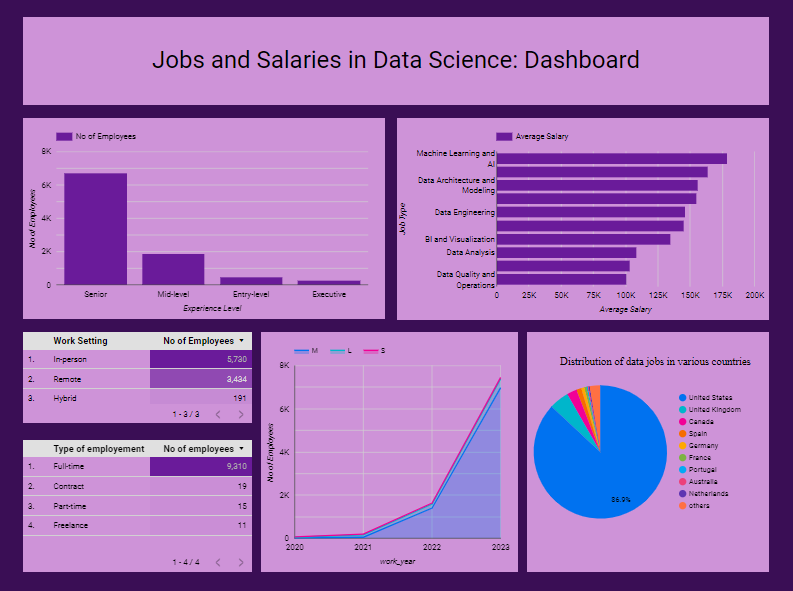 Jobs and Salaries in Data Science: Dashboard
No of Employees
8K
6K
4K
2K
0
No of Employees
Senior Mid-level Entry-level Executive
Experience Level
Average Salary
Machine Learning and
AI
Data Architecture and
Modeling
Data Engineering
BI and Visualization
Data Analysis
Data Quality and
Operations
Job Type
0 25K 50K 75K 100K 125K 150K 175K 200K
Average Salary
Work Setting No of Employees
1. In-person 5,730
2. Remote 3,434
3. Hybrid 191
1 - 3 / 3
Type of employement No of employees
1. Full-time 9,310
2. Contract 19
3. Part-time 15
4. Freelance 11
1 - 4 / 4
M L S
8K
6K
4K
2K
0
No of Employees
2020 2021 2022 2023
work_year
Distribution of data jobs in various countries
86.9%
United States
United Kingdom
Canada
Spain
Germany
France
Portugal
Australia
Netherlands
others